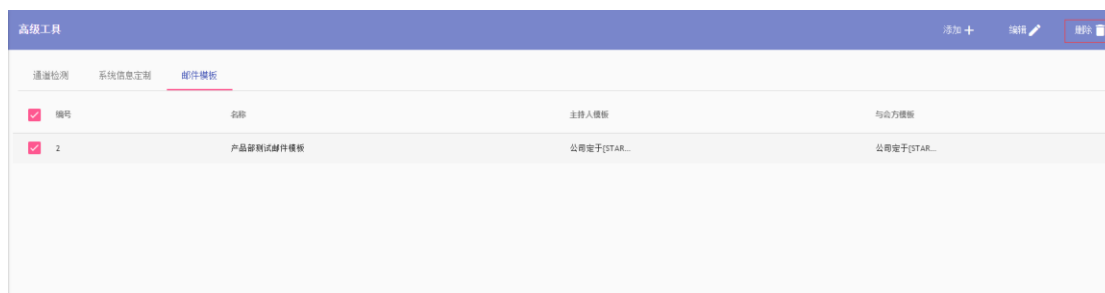 高级工具 添加 编辑 删除
通道检测 系统信息定制 邮件模板
编号 名称 主持人模板 与会方模板
2 产品部测试邮件模板 公司定于[STAR... 公司定于[STAR...